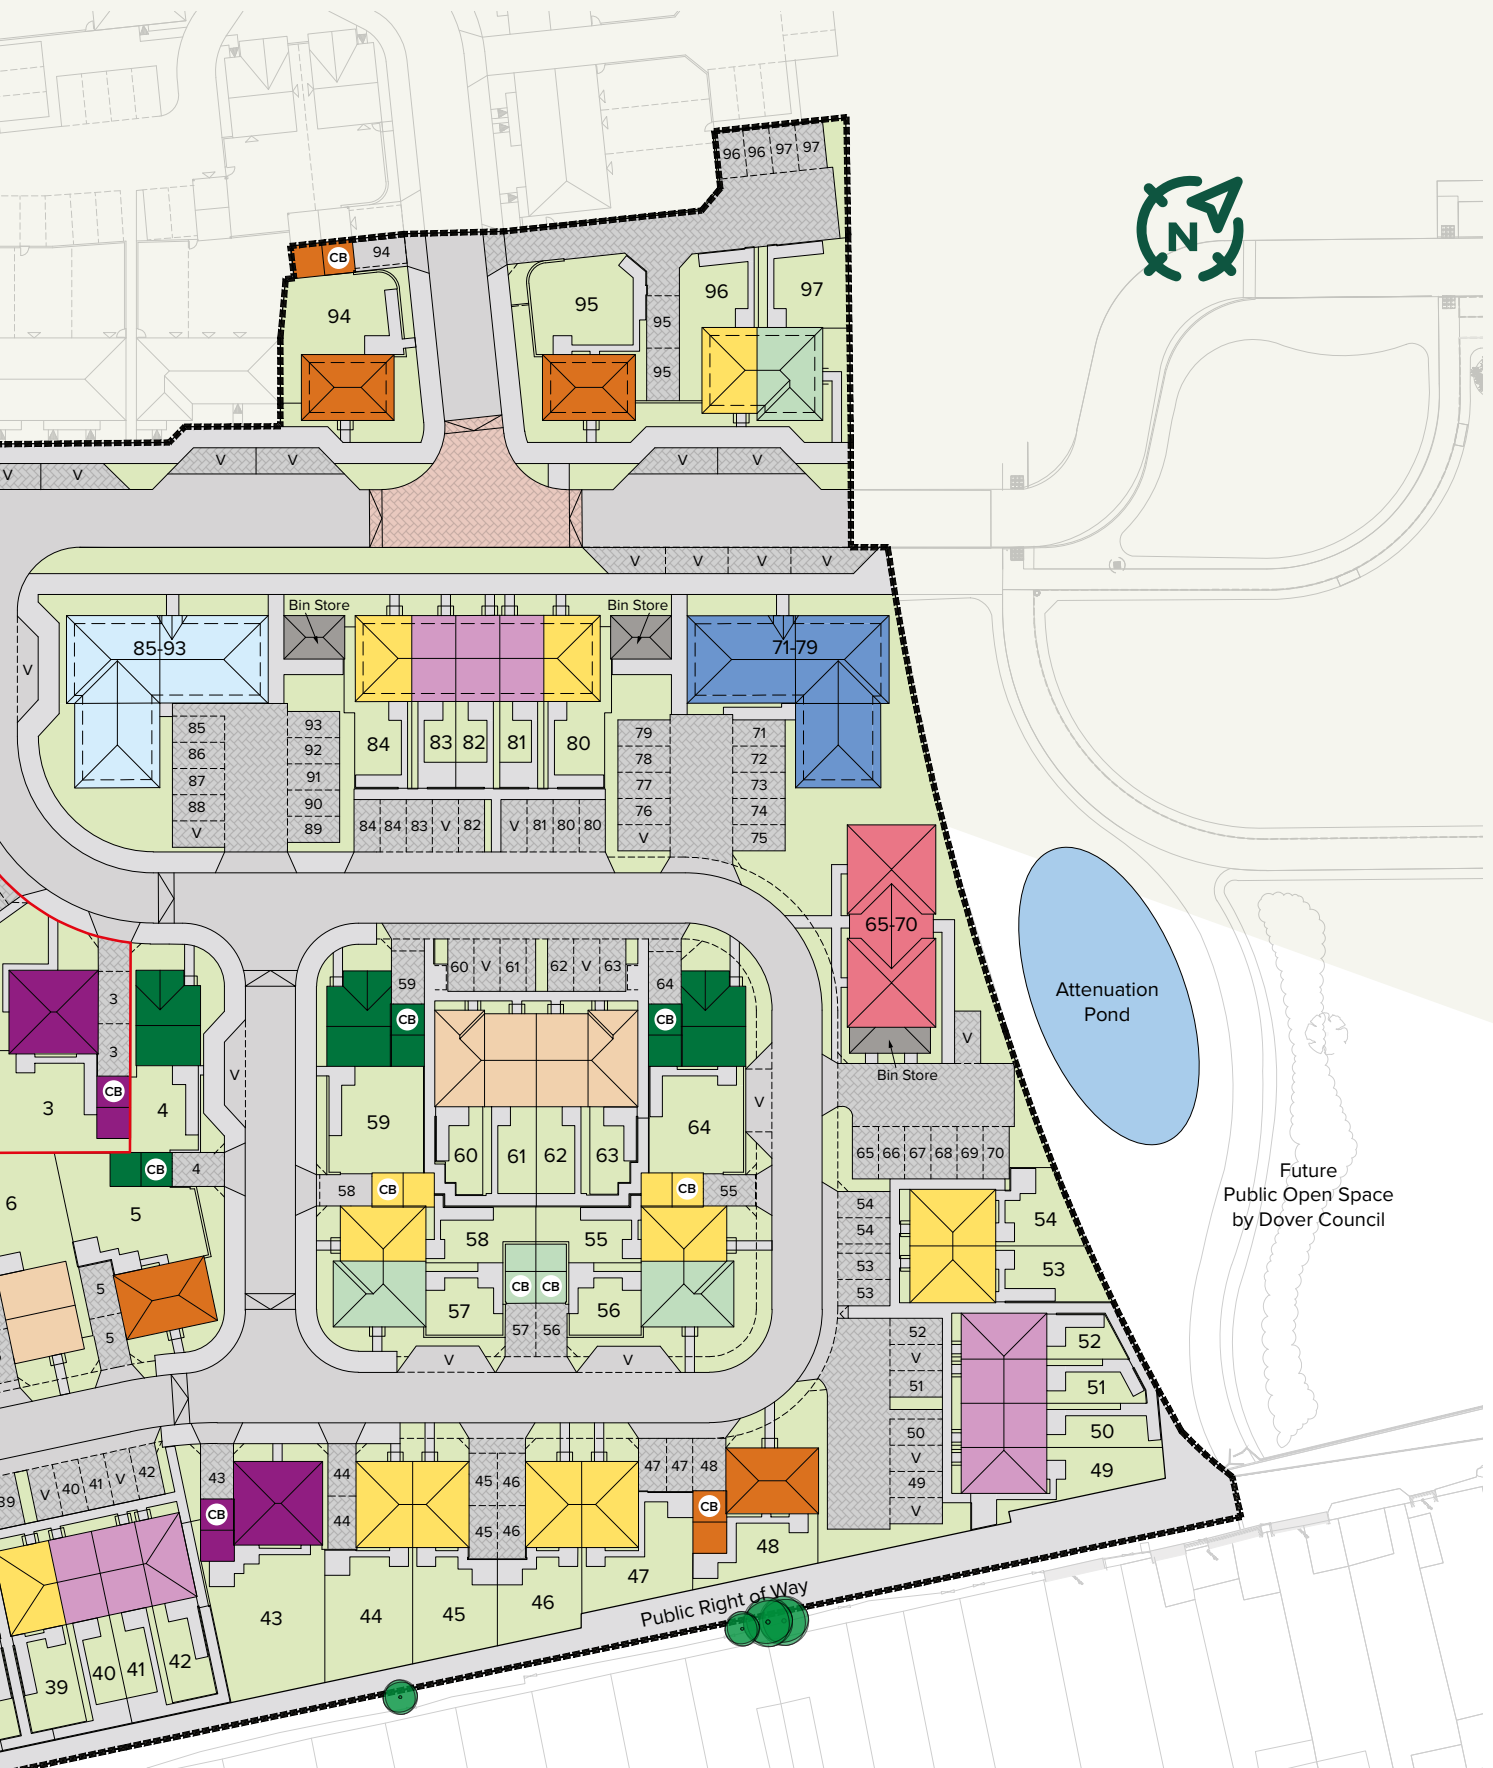 96 96 97 97
N
CB 94
94
95
96
97
95
95
V V
V V
V V
V V V V
Bin Store
Bin Store
85-93
71-79
V
85
86
87
88
V
93
92
91
90
89
84
83 82
81
80
79
78
77
76
V
71
72
73
74
75
84 84 83 V 82
V 81 80 80
65-70
60 V 61
62 V 63
59
64
CB
CB
V
Bin Store
Attenuation
Pond
3
3
CB
3
4
V
V
59
60
61
62
63
64
65 66 67 68 69 70
CB 4
58 CB
CB 55
Future
Public Open Space
by Dover Council
6
5
58
55
54
54
53
53
54
53
CB CB
57
56
57 56
5
5
V
V
52
V
51
52
51
50
V
49
V
50
49
39
V 40 41 V 42
43
44
44
45 46
45 46
47 47 48
CB
CB
48
43
44
45
46
47
Public Right of Way
39
40
41
42